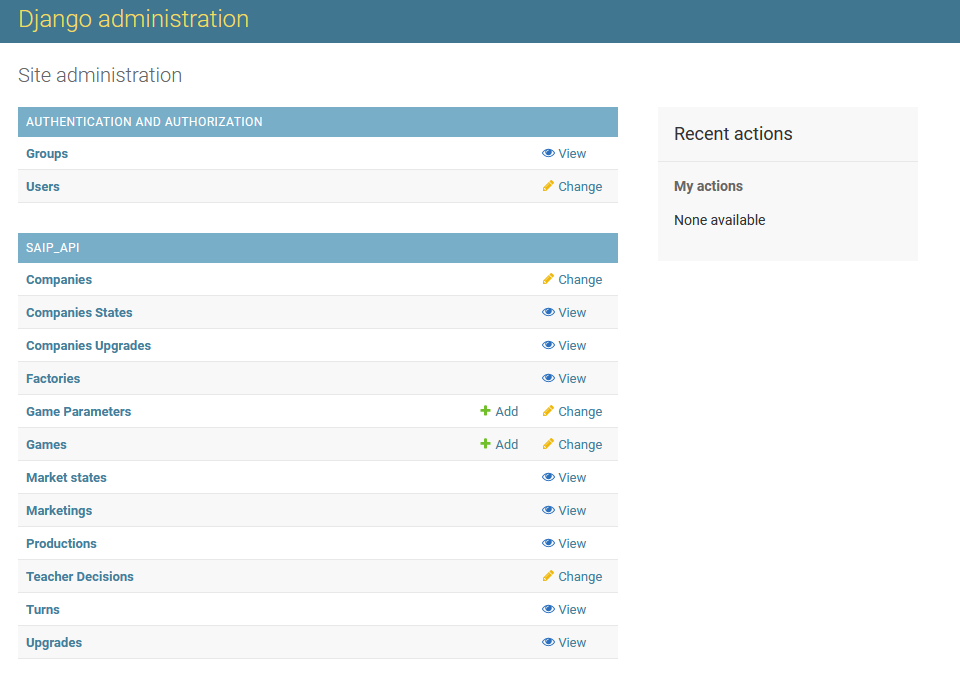 Django administration
Site administration
AUTHENTICATION AND AUTHORIZATION
Groups View
Users Change
SAIP_API
Companies Change
Companies States View
Companies Upgrades View
Factories View
Game Parameters Add Change
Games Add Change
Market states View
Marketings View
Productions View
Teacher Decisions Change
Turns View
Upgrades View
Recent actions
My actions
None available